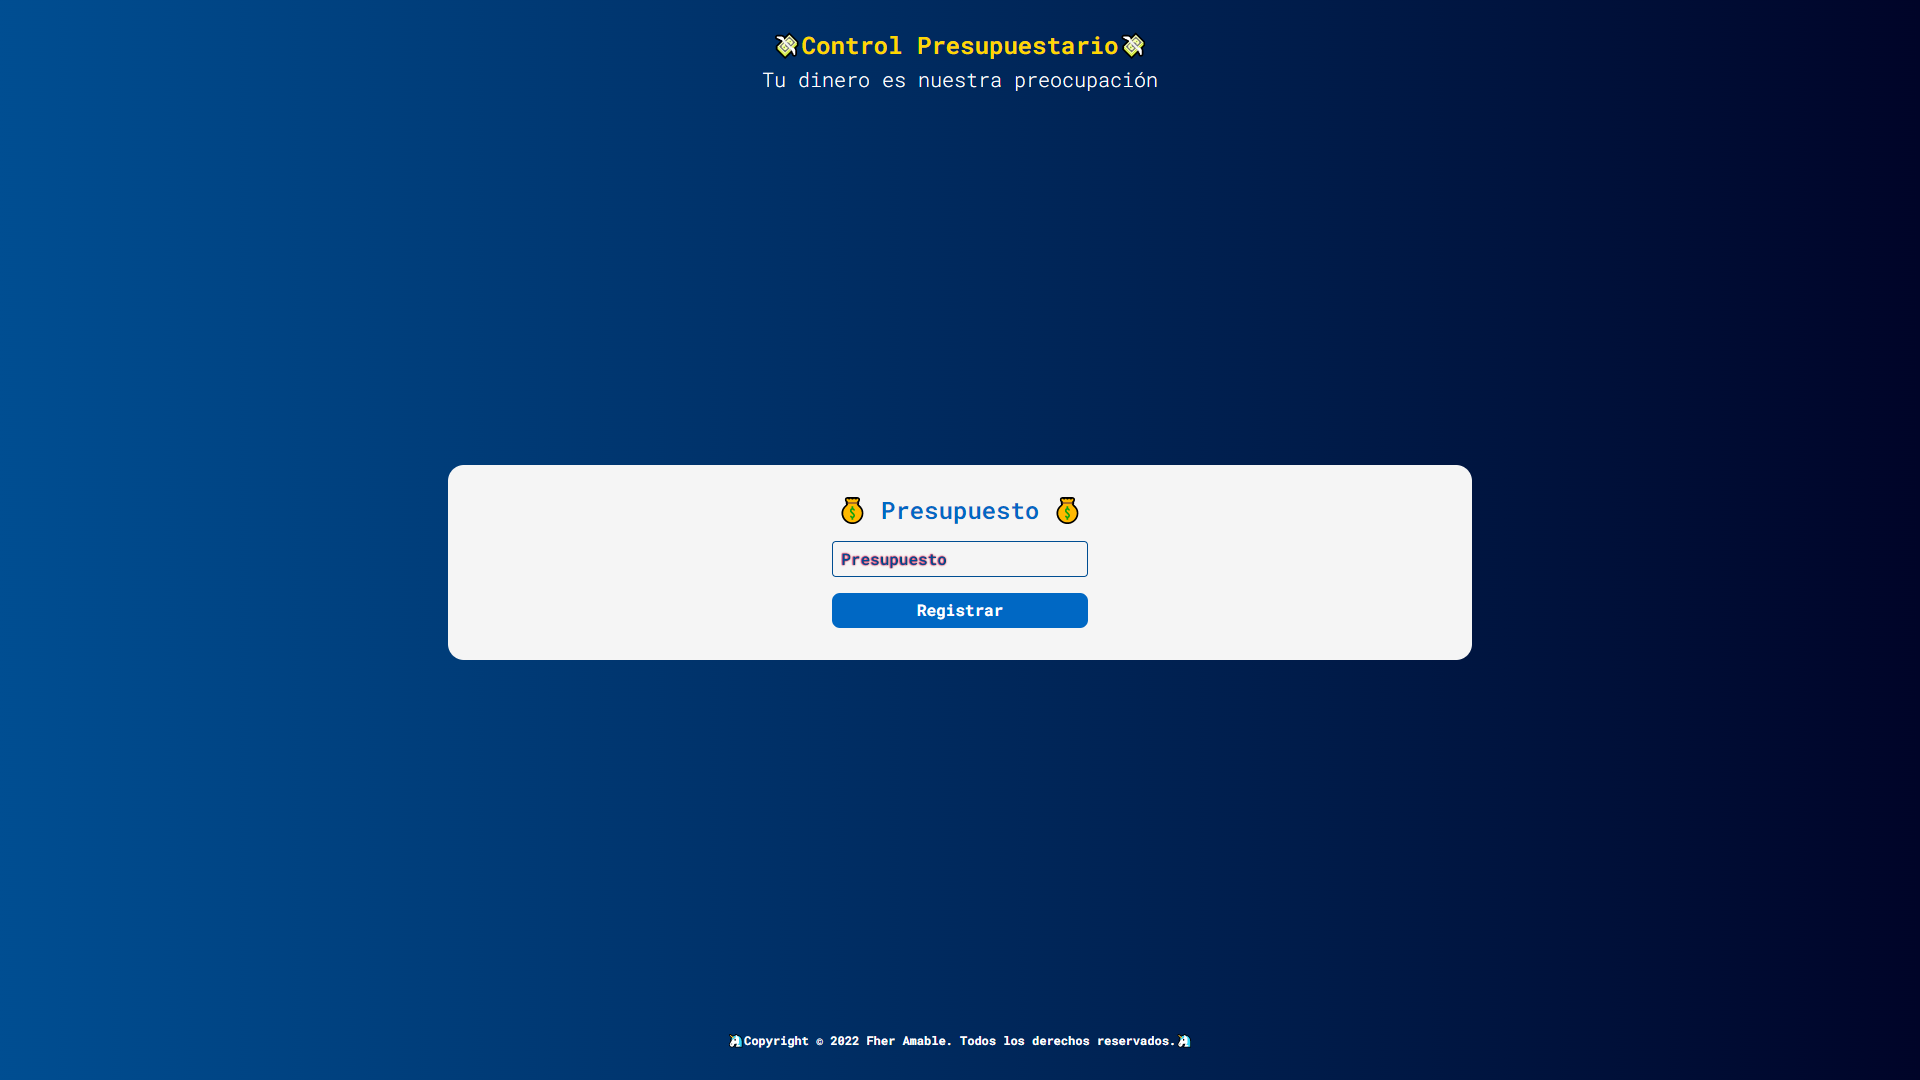 💸Control Presupuestario💸
Tu dinero es nuestra preocupación
💰 Presupuesto 💰
Presupuesto
Registrar
🦄Copyright © 2022 Fher Amable. Todos los derechos reservados.🦄